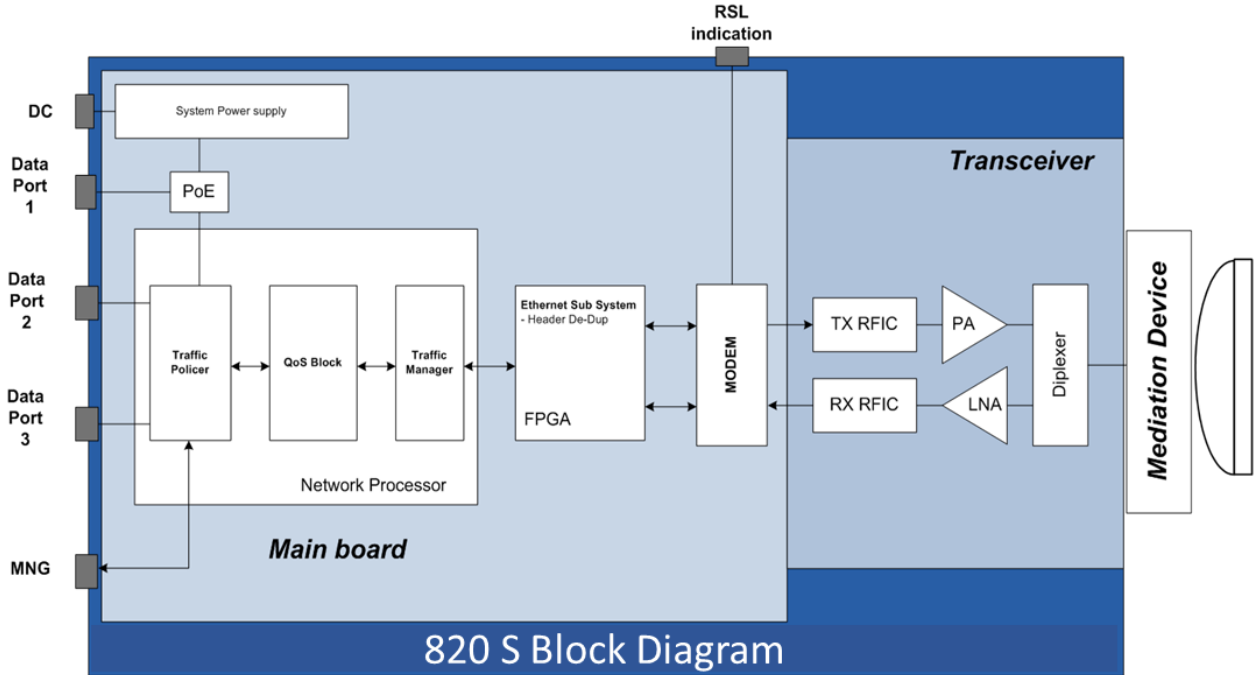 RSL
indication
DC
System Power supply
Data
Port
1
PoE
Transceiver
Data
Port
2
Ethernet Sub System
- Header De-Dup
Traffic
Policer
QoS Block
Traffic
Manager
FPGA
MODEM
TX RFIC
PA
RX RFIC
LNA
Diplexer
Mediation Device
Data
Port
3
Network Processor
Main board
MNG
820 S Block Diagram